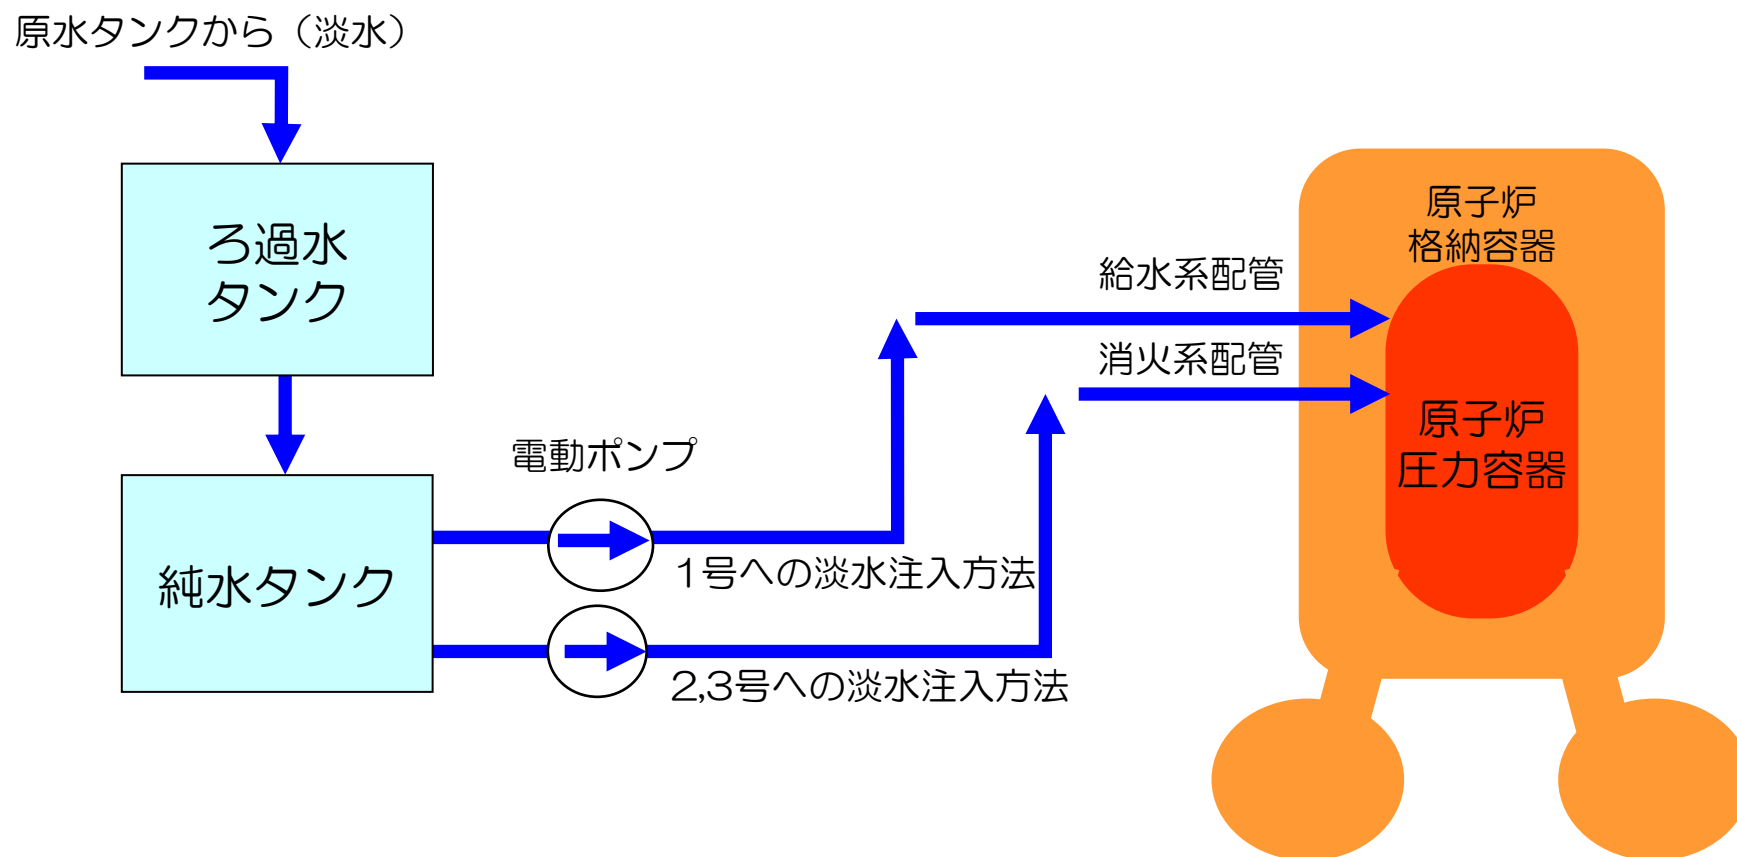 原水タンクから（淡水）
ろ過水
タンク
純水タンク
電動ポンプ
1号への淡水注入方法
2,3号への淡水注入方法
給水系配管
消火系配管
原子炉
格納容器
原子炉
圧力容器